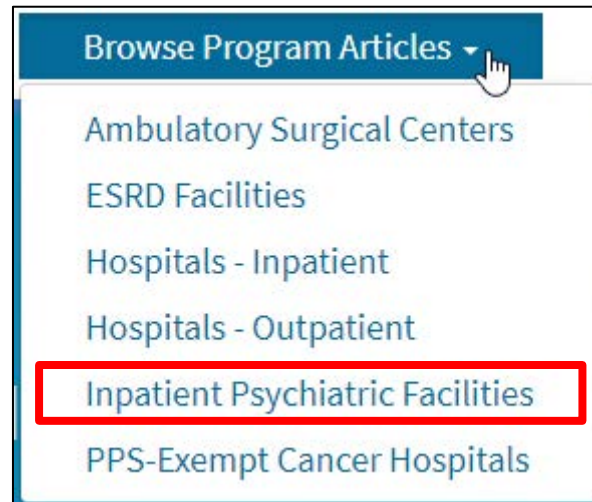 Browse Program Articles
Ambulatory Surgical Centers
ESRD Facilities
Hospitals - Inpatient
Hospitals - Outpatient
Inpatient Psychiatric Facilities
PPS-Exempt Cancer Hospitals